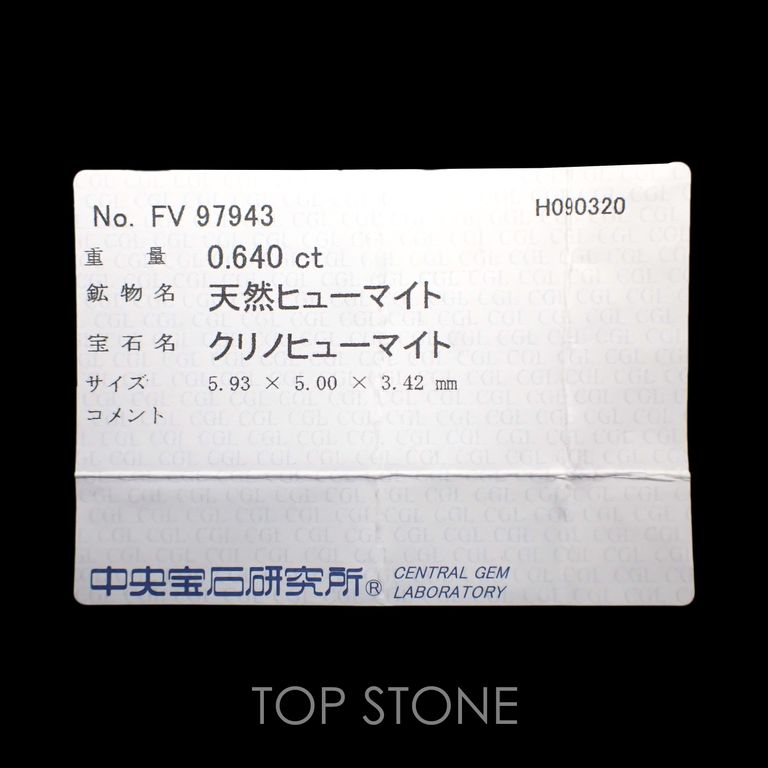 No. FV 97943 H090320
重量 0.640 ct
鉱物名 天然ヒューマイト
宝石名 クリノヒューマイト
サイズ 5.93 × 5.00 × 3.42 mm
コメント
中央宝石研究所® CENTRAL GEM
LABORATORY
TOP STONE